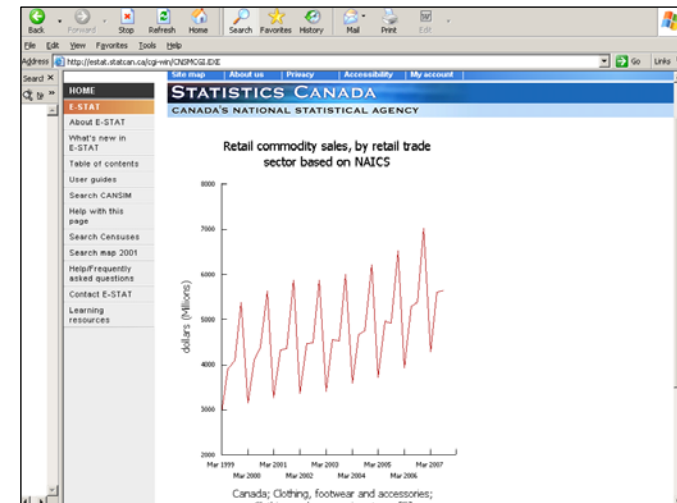 Back Forward Stop Refresh Home Search Favorites History Mail Print Edit
File Edit View Favorites Tools Help
Address http://estat.statcan.ca/cgi-win/CNSMCGI.EXE Go Links
Search
Site map | About us | Privacy | Accessibility | My account |
HOME
STATISTICS CANADA
CANADA'S NATIONAL STATISTICAL AGENCY
E-STAT
About E-STAT
What's new in
E-STAT
Table of contents
User guides
Search CANSIM
Help with this
page
Search Censuses
Search map 2001
Help/Frequently
asked questions
Contact E-STAT
Learning
resources
Retail commodity sales, by retail trade
sector based on NAICS
dollars (Millions)
8000
7000
6000
5000
4000
3000
2000
Mar 1999 Mar 2001 Mar 2003 Mar 2005 Mar 2007
Mar 2000 Mar 2002 Mar 2004 Mar 2006
Canada; Clothing, footwear and accessories;